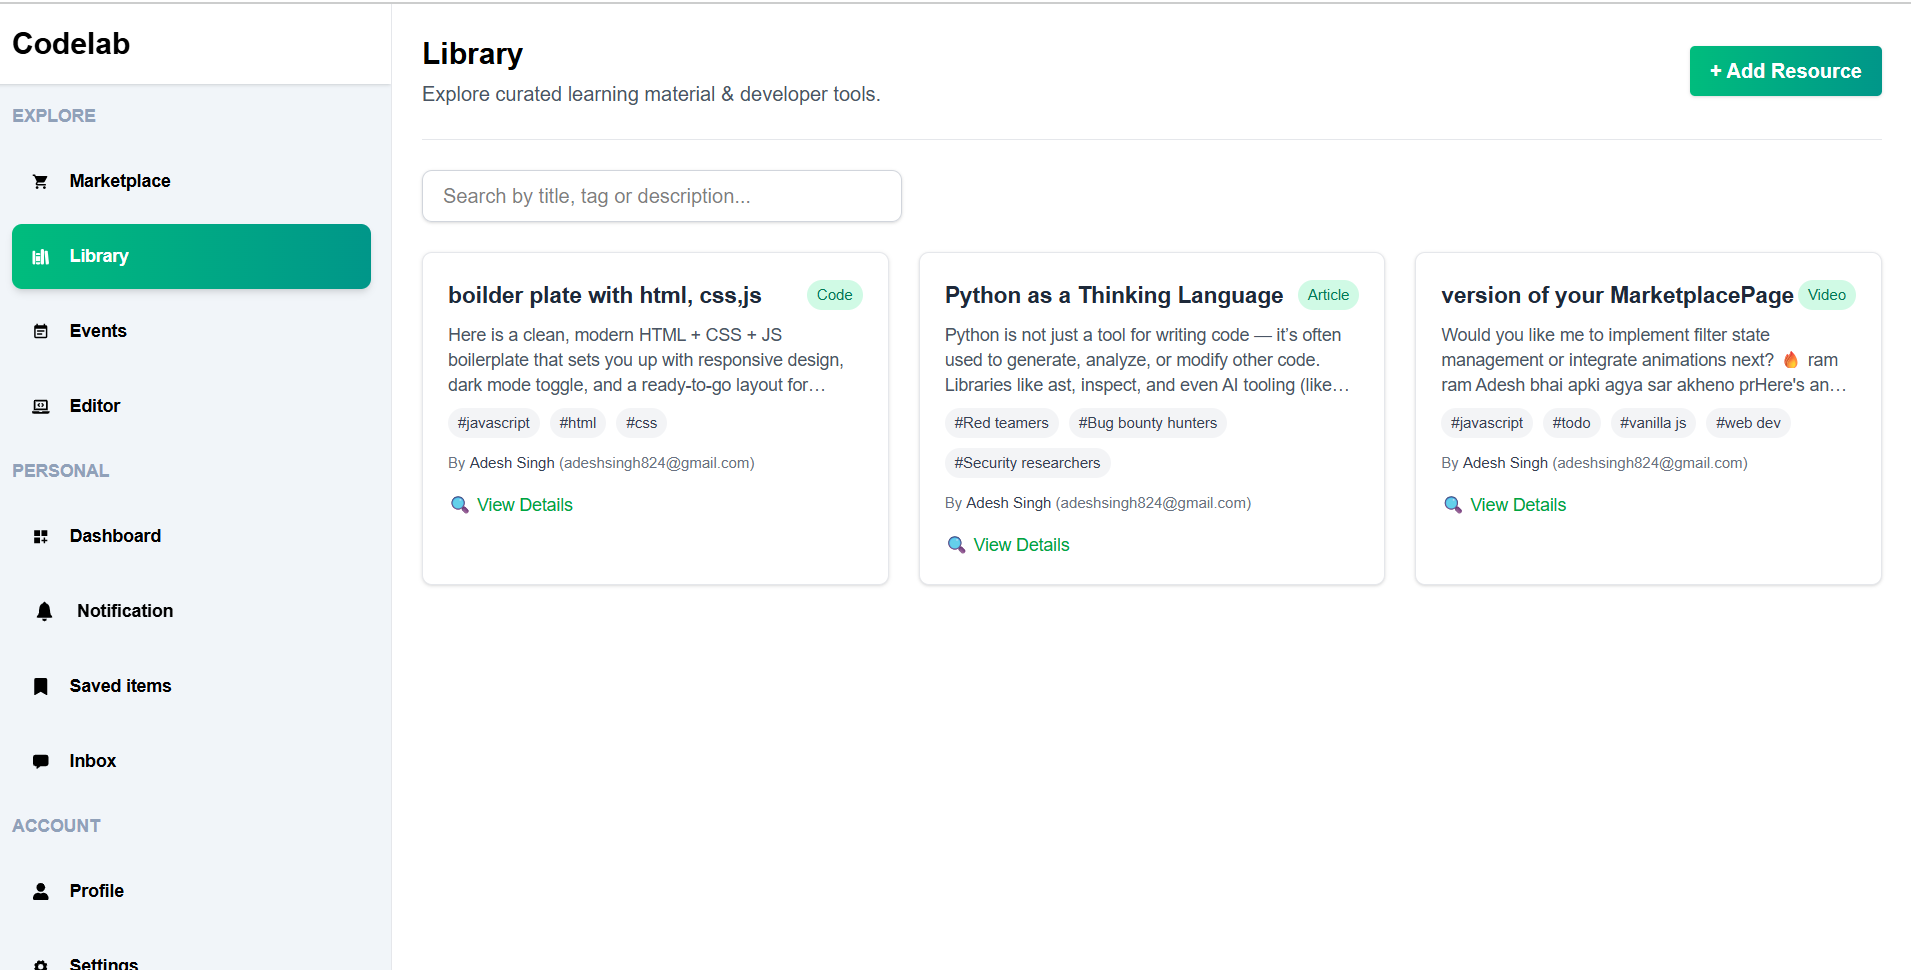 Codelab
EXPLORE
Marketplace
Library
Events
Editor
PERSONAL
Dashboard
Notification
Saved items
Inbox
ACCOUNT
Profile
Settings
Library
Explore curated learning material & developer tools.
+ Add Resource
Search by title, tag or description...
boilder plate with html, css,js
Code
Here is a clean, modern HTML + CSS + JS
boilerplate that sets you up with responsive design,
dark mode toggle, and a ready-to-go layout for…
#javascript #html #css
By Adesh Singh (adeshsingh824@gmail.com)
🔍 View Details
Python as a Thinking Language
Article
Python is not just a tool for writing code — it’s often
used to generate, analyze, or modify other code.
Libraries like ast, inspect, and even AI tooling (like…
#Red teamers #Bug bounty hunters
#Security researchers
By Adesh Singh (adeshsingh824@gmail.com)
🔍 View Details
version of your MarketplacePage
Video
Would you like me to implement filter state
management or integrate animations next? 🔥 ram
ram Adesh bhai apki agya sar akheno prHere's an…
#javascript #todo #vanilla js #web dev
By Adesh Singh (adeshsingh824@gmail.com)
🔍 View Details